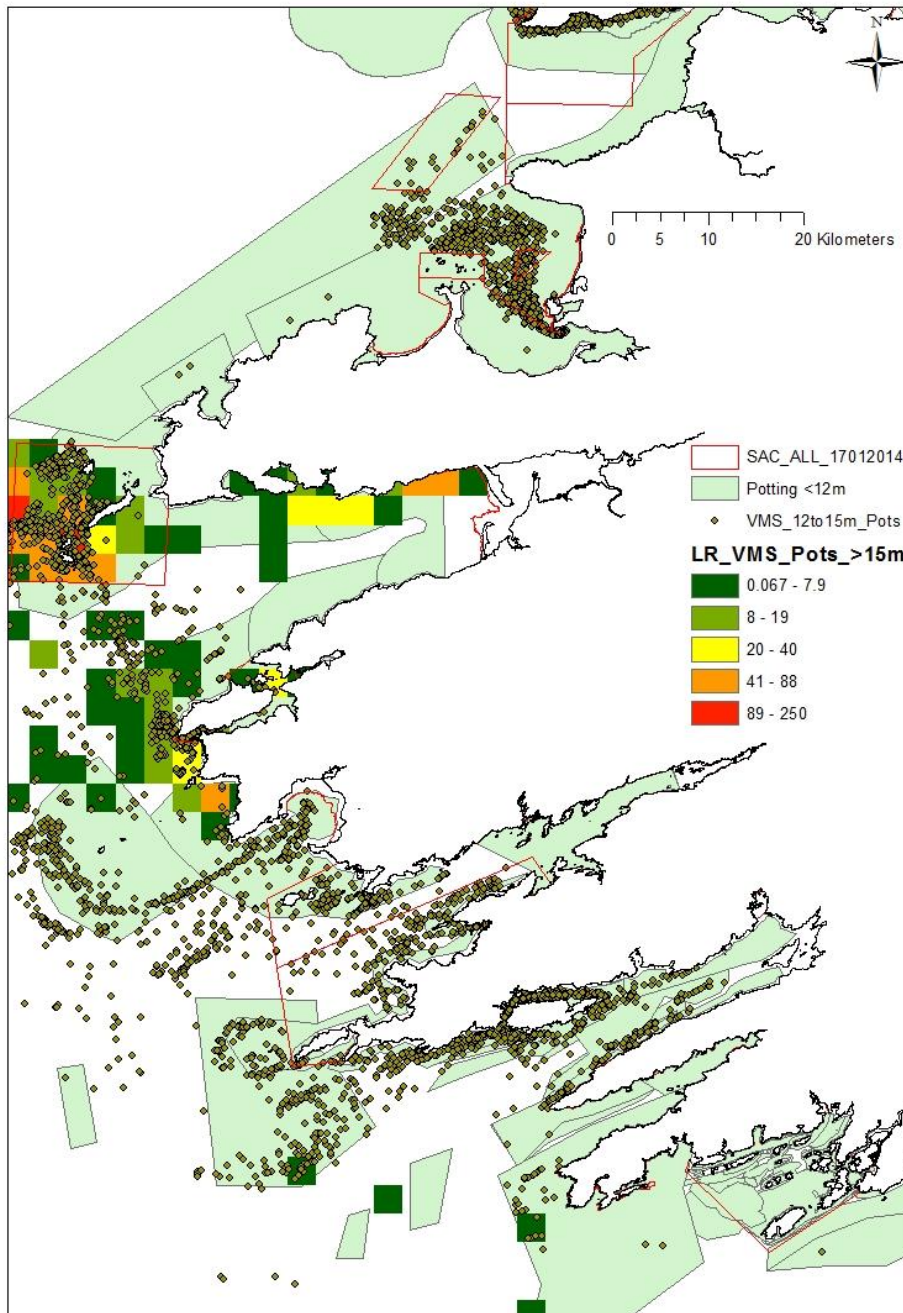 N
0 5 10 20 Kilometers
SAC_ALL_17012014
Potting <12m
VMS_12to15m_Pots
LR_VMS_Pots_>15m
0.067 - 7.9
8 - 19
20 - 40
41 - 88
89 - 250